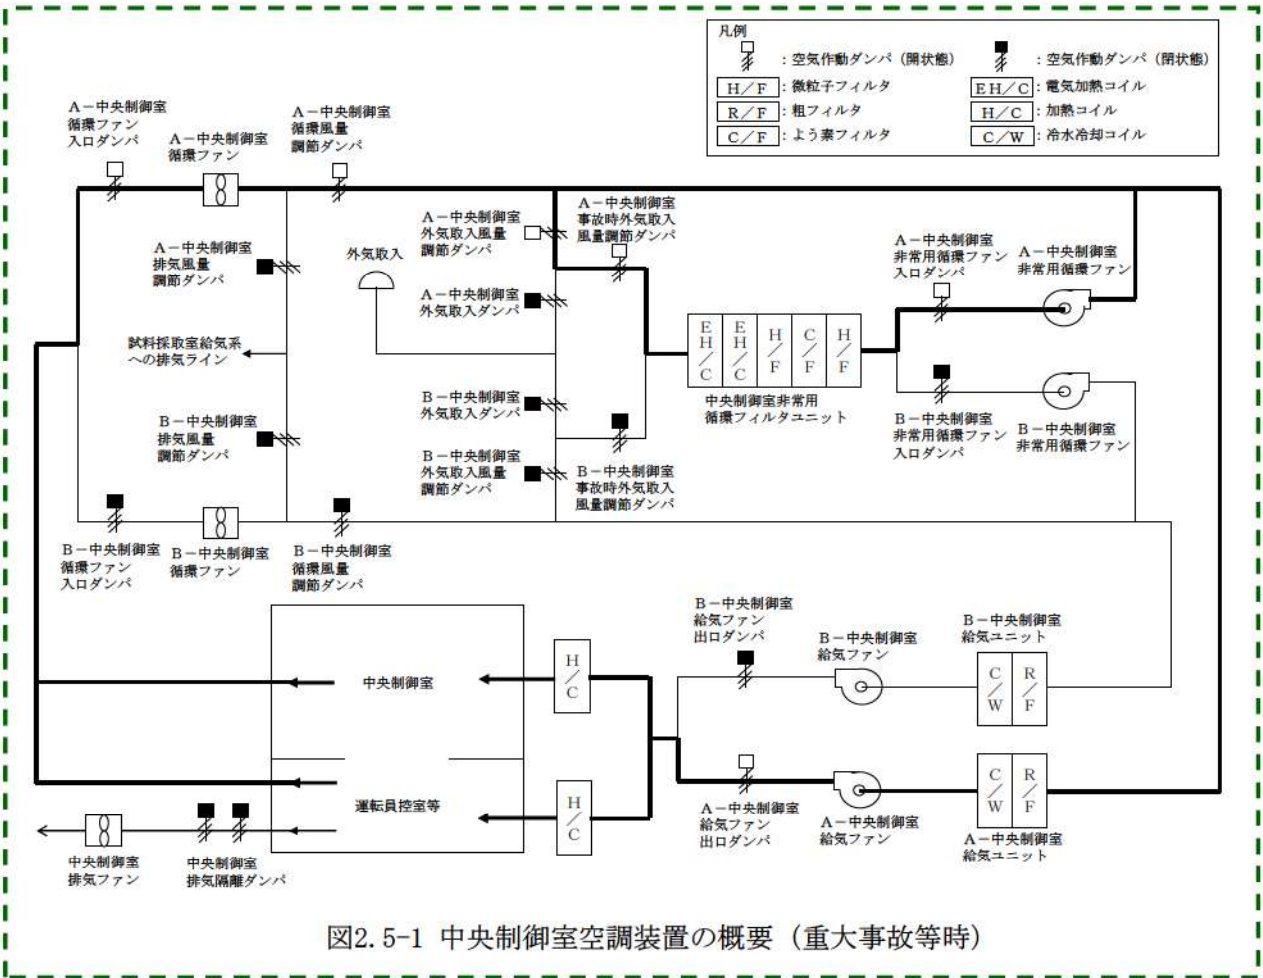 凡例
:空気作動ダンパ（開状態）
:空気作動ダンパ（閉状態）
H／F
:微粒子フィルタ
EH／C
:電気加熱コイル
R／F
:粗フィルタ
H／C
:加熱コイル
C／F
:よう素フィルタ
C／W
:冷水冷却コイル
A－中央制御室
循環ファン
入口ダンパ
A－中央制御室
循環ファン
A－中央制御室
循環風量
調節ダンパ
A－中央制御室
排気風量
調節ダンパ
外気取入
A－中央制御室
外気取入風量
調節ダンパ
A－中央制御室
事故時外気取入
風量調節ダンパ
A－中央制御室
外気取入ダンパ
A－中央制御室
非常用循環ファン
入口ダンパ
A－中央制御室
非常用循環ファン
試料採取室給気系
への排気ライン
EH／C
EH／C
H／F
C／F
H／F
中央制御室非常用
循環フィルタユニット
B－中央制御室
外気取入ダンパ
B－中央制御室
排気風量
調節ダンパ
B－中央制御室
外気取入風量
調節ダンパ
B－中央制御室
事故時外気取入
風量調節ダンパ
B－中央制御室
非常用循環ファン
入口ダンパ
B－中央制御室
非常用循環ファン
B－中央制御室
循環ファン
入口ダンパ
B－中央制御室
循環ファン
B－中央制御室
循環風量
調節ダンパ
B－中央制御室
給気ファン
出口ダンパ
B－中央制御室
給気ファン
B－中央制御室
給気ユニット
C／W
R／F
中央制御室
H／C
運転員控室等
H／C
A－中央制御室
給気ファン
出口ダンパ
A－中央制御室
給気ファン
C／W
R／F
A－中央制御室
給気ユニット
中央制御室
排気ファン
中央制御室
排気隔離ダンパ
図2.5-1 中央制御室空調装置の概要（重大事故等時）